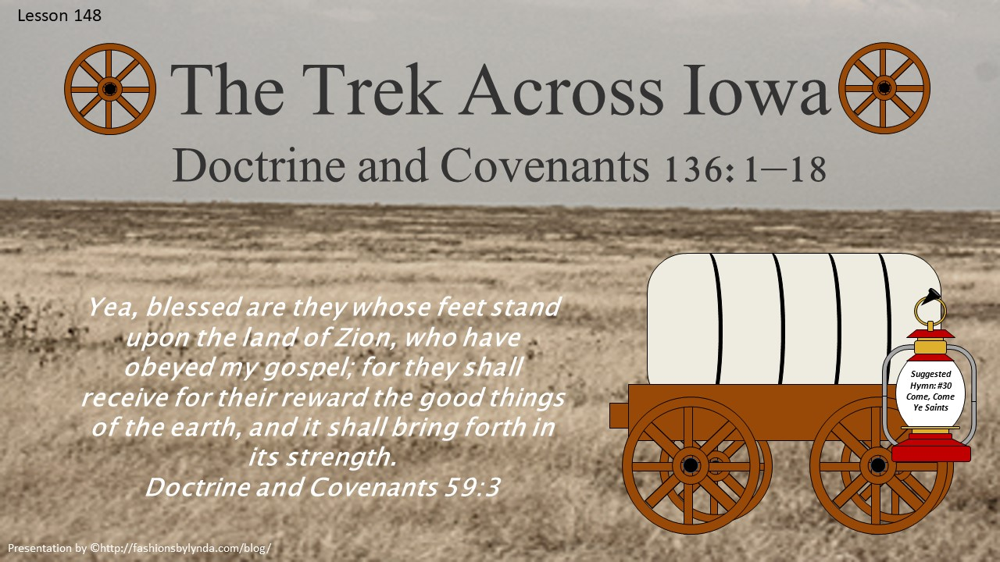 Lesson 148
The Trek Across Iowa
Doctrine and Covenants 136:1–18
Yea, blessed are they whose feet stand
upon the land of Zion, who have
obeyed my gospel; for they shall
receive for their reward the good things
of the earth, and it shall bring forth in
its strength.
Doctrine and Covenants 59:3
Suggested
Hymn: #30
Come, Come
Ye Saints
Presentation by ©http://fashionsbylynda.com/blog/